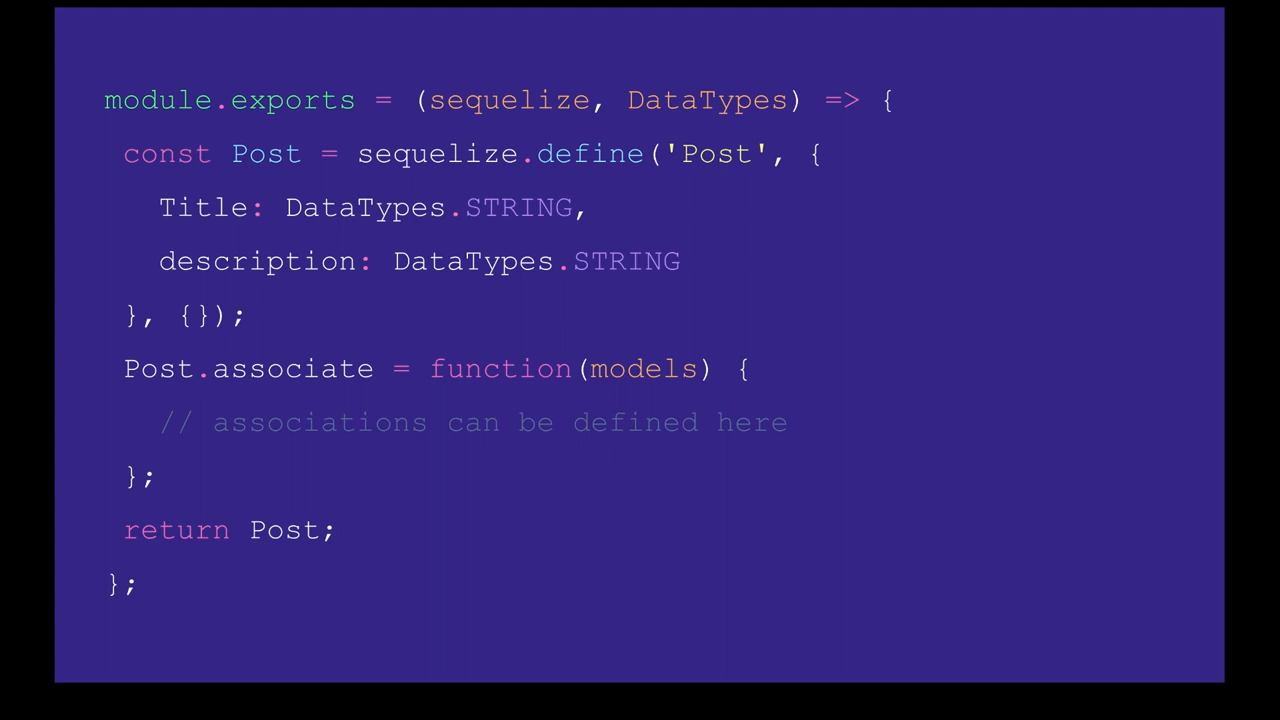 module.exports = (sequelize, DataTypes) => {
const Post = sequelize.define('Post', {
Title: DataTypes.STRING,
description: DataTypes.STRING
}, {});
Post.associate = function(models) {
// associations can be defined here
};
return Post;
};